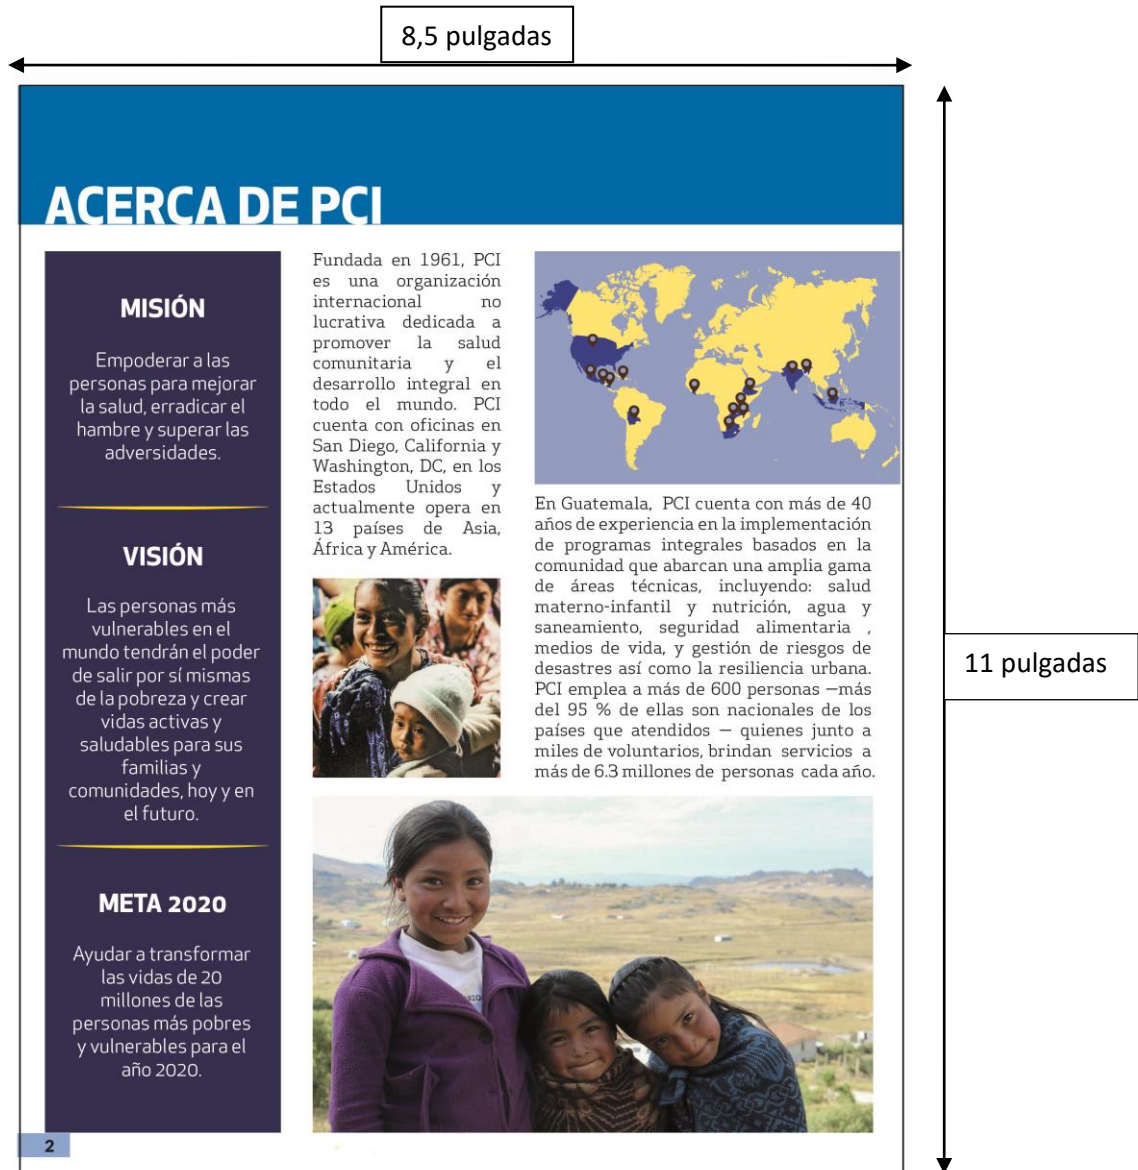 8,5 pulgadas
ACERCA DE PCI
MISIÓN
Empoderar a las
personas para mejorar
la salud, erradicar el
hambre y superar las
adversidades.
VISIÓN
Las personas más
vulnerables en el
mundo tendrán el poder
de salir por sí mismas
de la pobreza y crear
vidas activas y
saludables para sus
familias y
comunidades, hoy y en
el futuro.
META 2020
Ayudar a transformar
las vidas de 20
millones de las
personas más pobres
y vulnerables para el
año 2020.
Fundada en 1961, PCI
es una organización
internacional no
lucrativa dedicada a
promover la salud
comunitaria y el
desarrollo integral en
todo el mundo. PCI
cuenta con oficinas en
San Diego, California y
Washington, DC, en los
Estados Unidos y
actualmente opera en
13 países de Asia,
África y América.
En Guatemala, PCI cuenta con más de 40
años de experiencia en la implementación
de programas integrales basados en la
comunidad que abarcan una amplia gama
de áreas técnicas, incluyendo: salud
materno-infantil y nutrición, agua y
saneamiento, seguridad alimentaria ,
medios de vida, y gestión de riesgos de
desastres así como la resiliencia urbana.
PCI emplea a más de 600 personas —más
del 95 % de ellas son nacionales de los
países que atendidos — quienes junto a
miles de voluntarios, brindan servicios a
más de 6.3 millones de personas cada año.
11 pulgadas
2